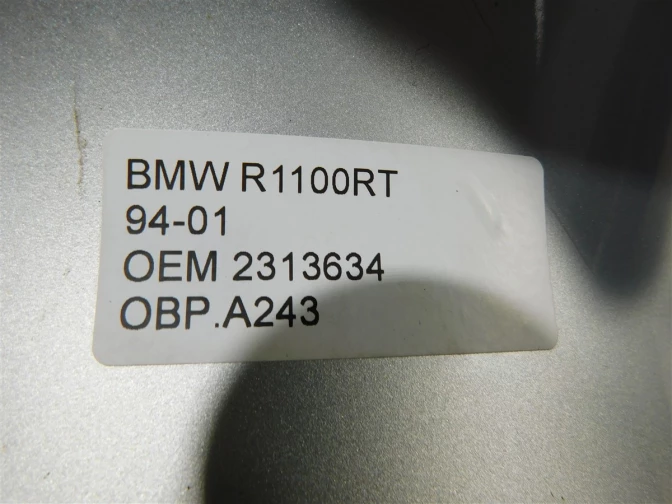 BMW R1100RT
94-01
OEM 2313634
OBP.A243